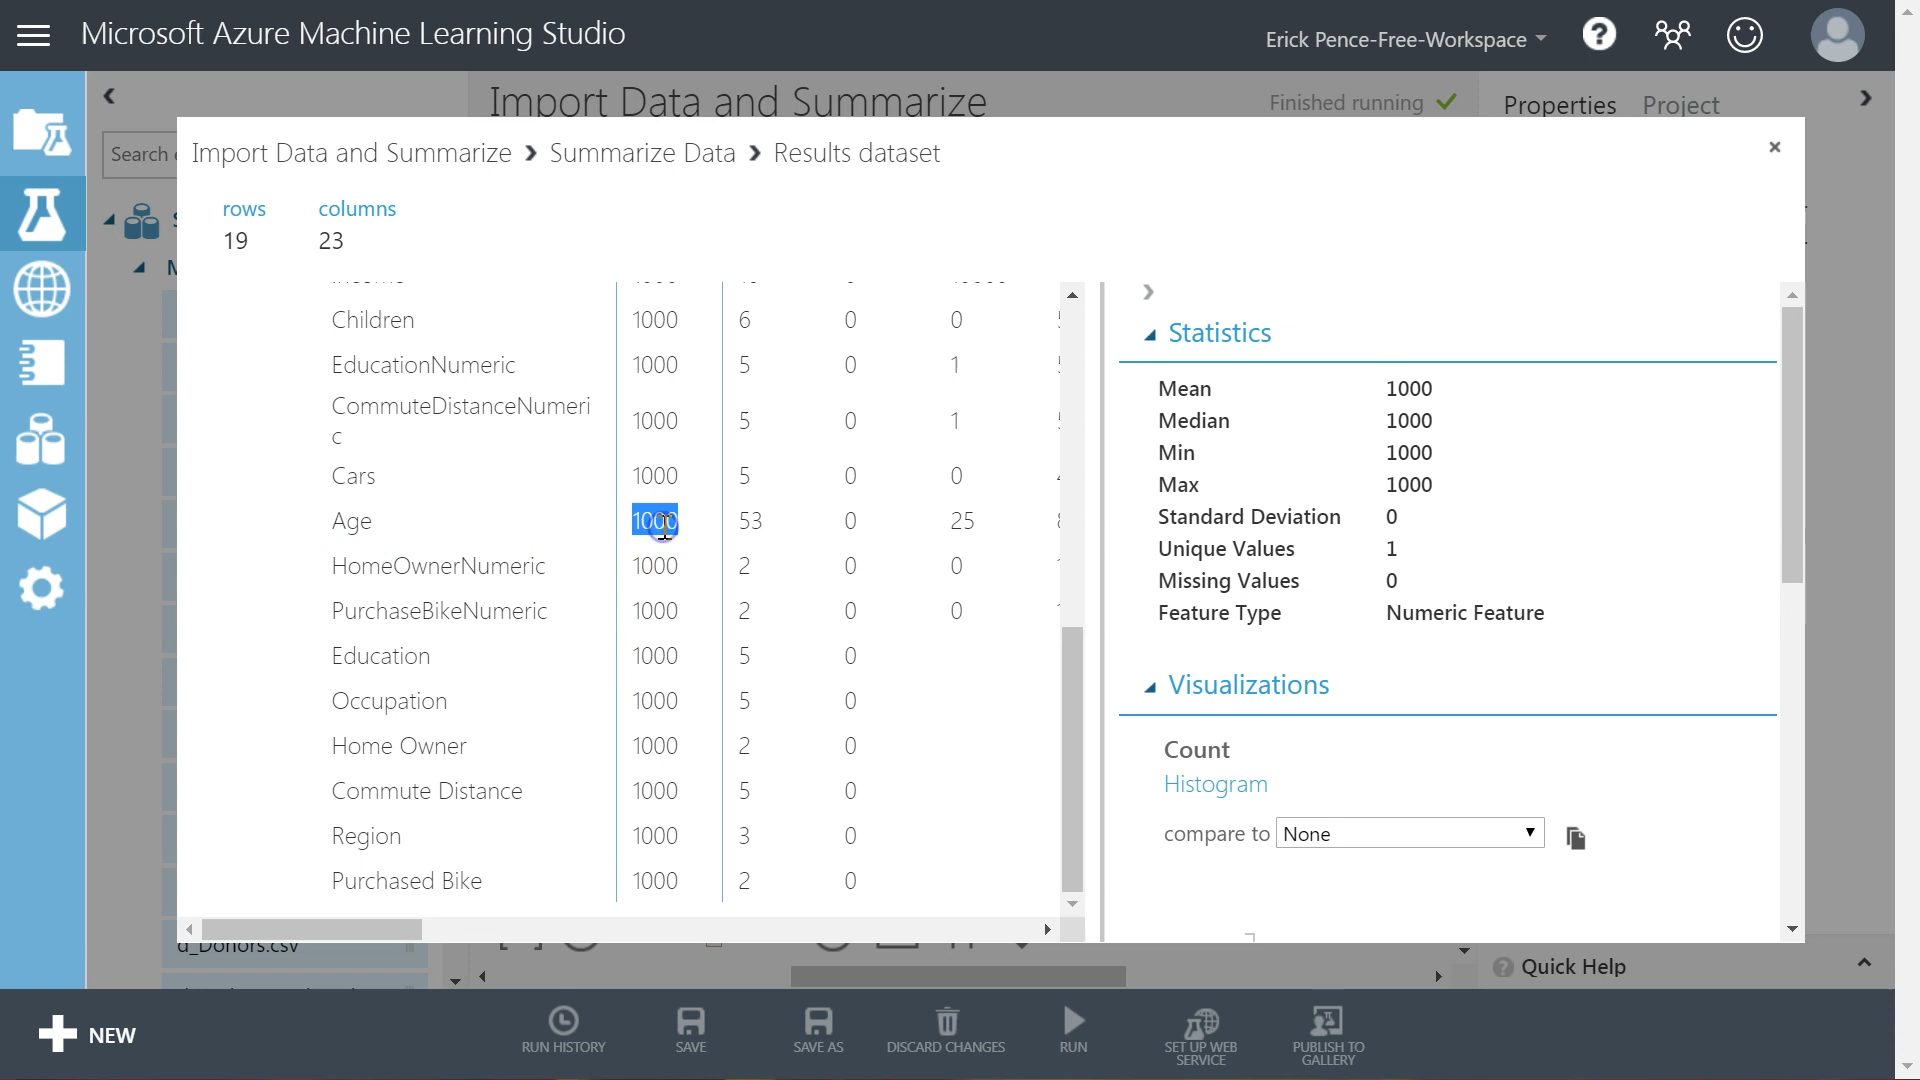 Microsoft Azure Machine Learning Studio
Erick Pence-Free-Workspace
Import Data and Summarize
Finished running
Properties Project
Search
Import Data and Summarize > Summarize Data > Results dataset
rows columns
19 23
Children 1000 6 0 0
EducationNumeric 1000 5 0 1
CommuteDistanceNumeri
c 1000 5 0 1
Cars 1000 5 0 0
Age 1000 53 0 25
HomeOwnerNumeric 1000 2 0 0
PurchaseBikeNumeric 1000 2 0 0
Education 1000 5 0
Occupation 1000 5 0
Home Owner 1000 2 0
Commute Distance 1000 5 0
Region 1000 3 0
Purchased Bike 1000 2 0
Statistics
Mean 1000
Median 1000
Min 1000
Max 1000
Standard Deviation 0
Unique Values 1
Missing Values 0
Feature Type Numeric Feature
Visualizations
Count
Histogram
compare to None
d_Donors.csv
Quick Help
NEW
RUN HISTORY
SAVE
SAVE AS
DISCARD CHANGES
RUN
SET UP WEB
SERVICE
PUBLISH TO
GALLERY